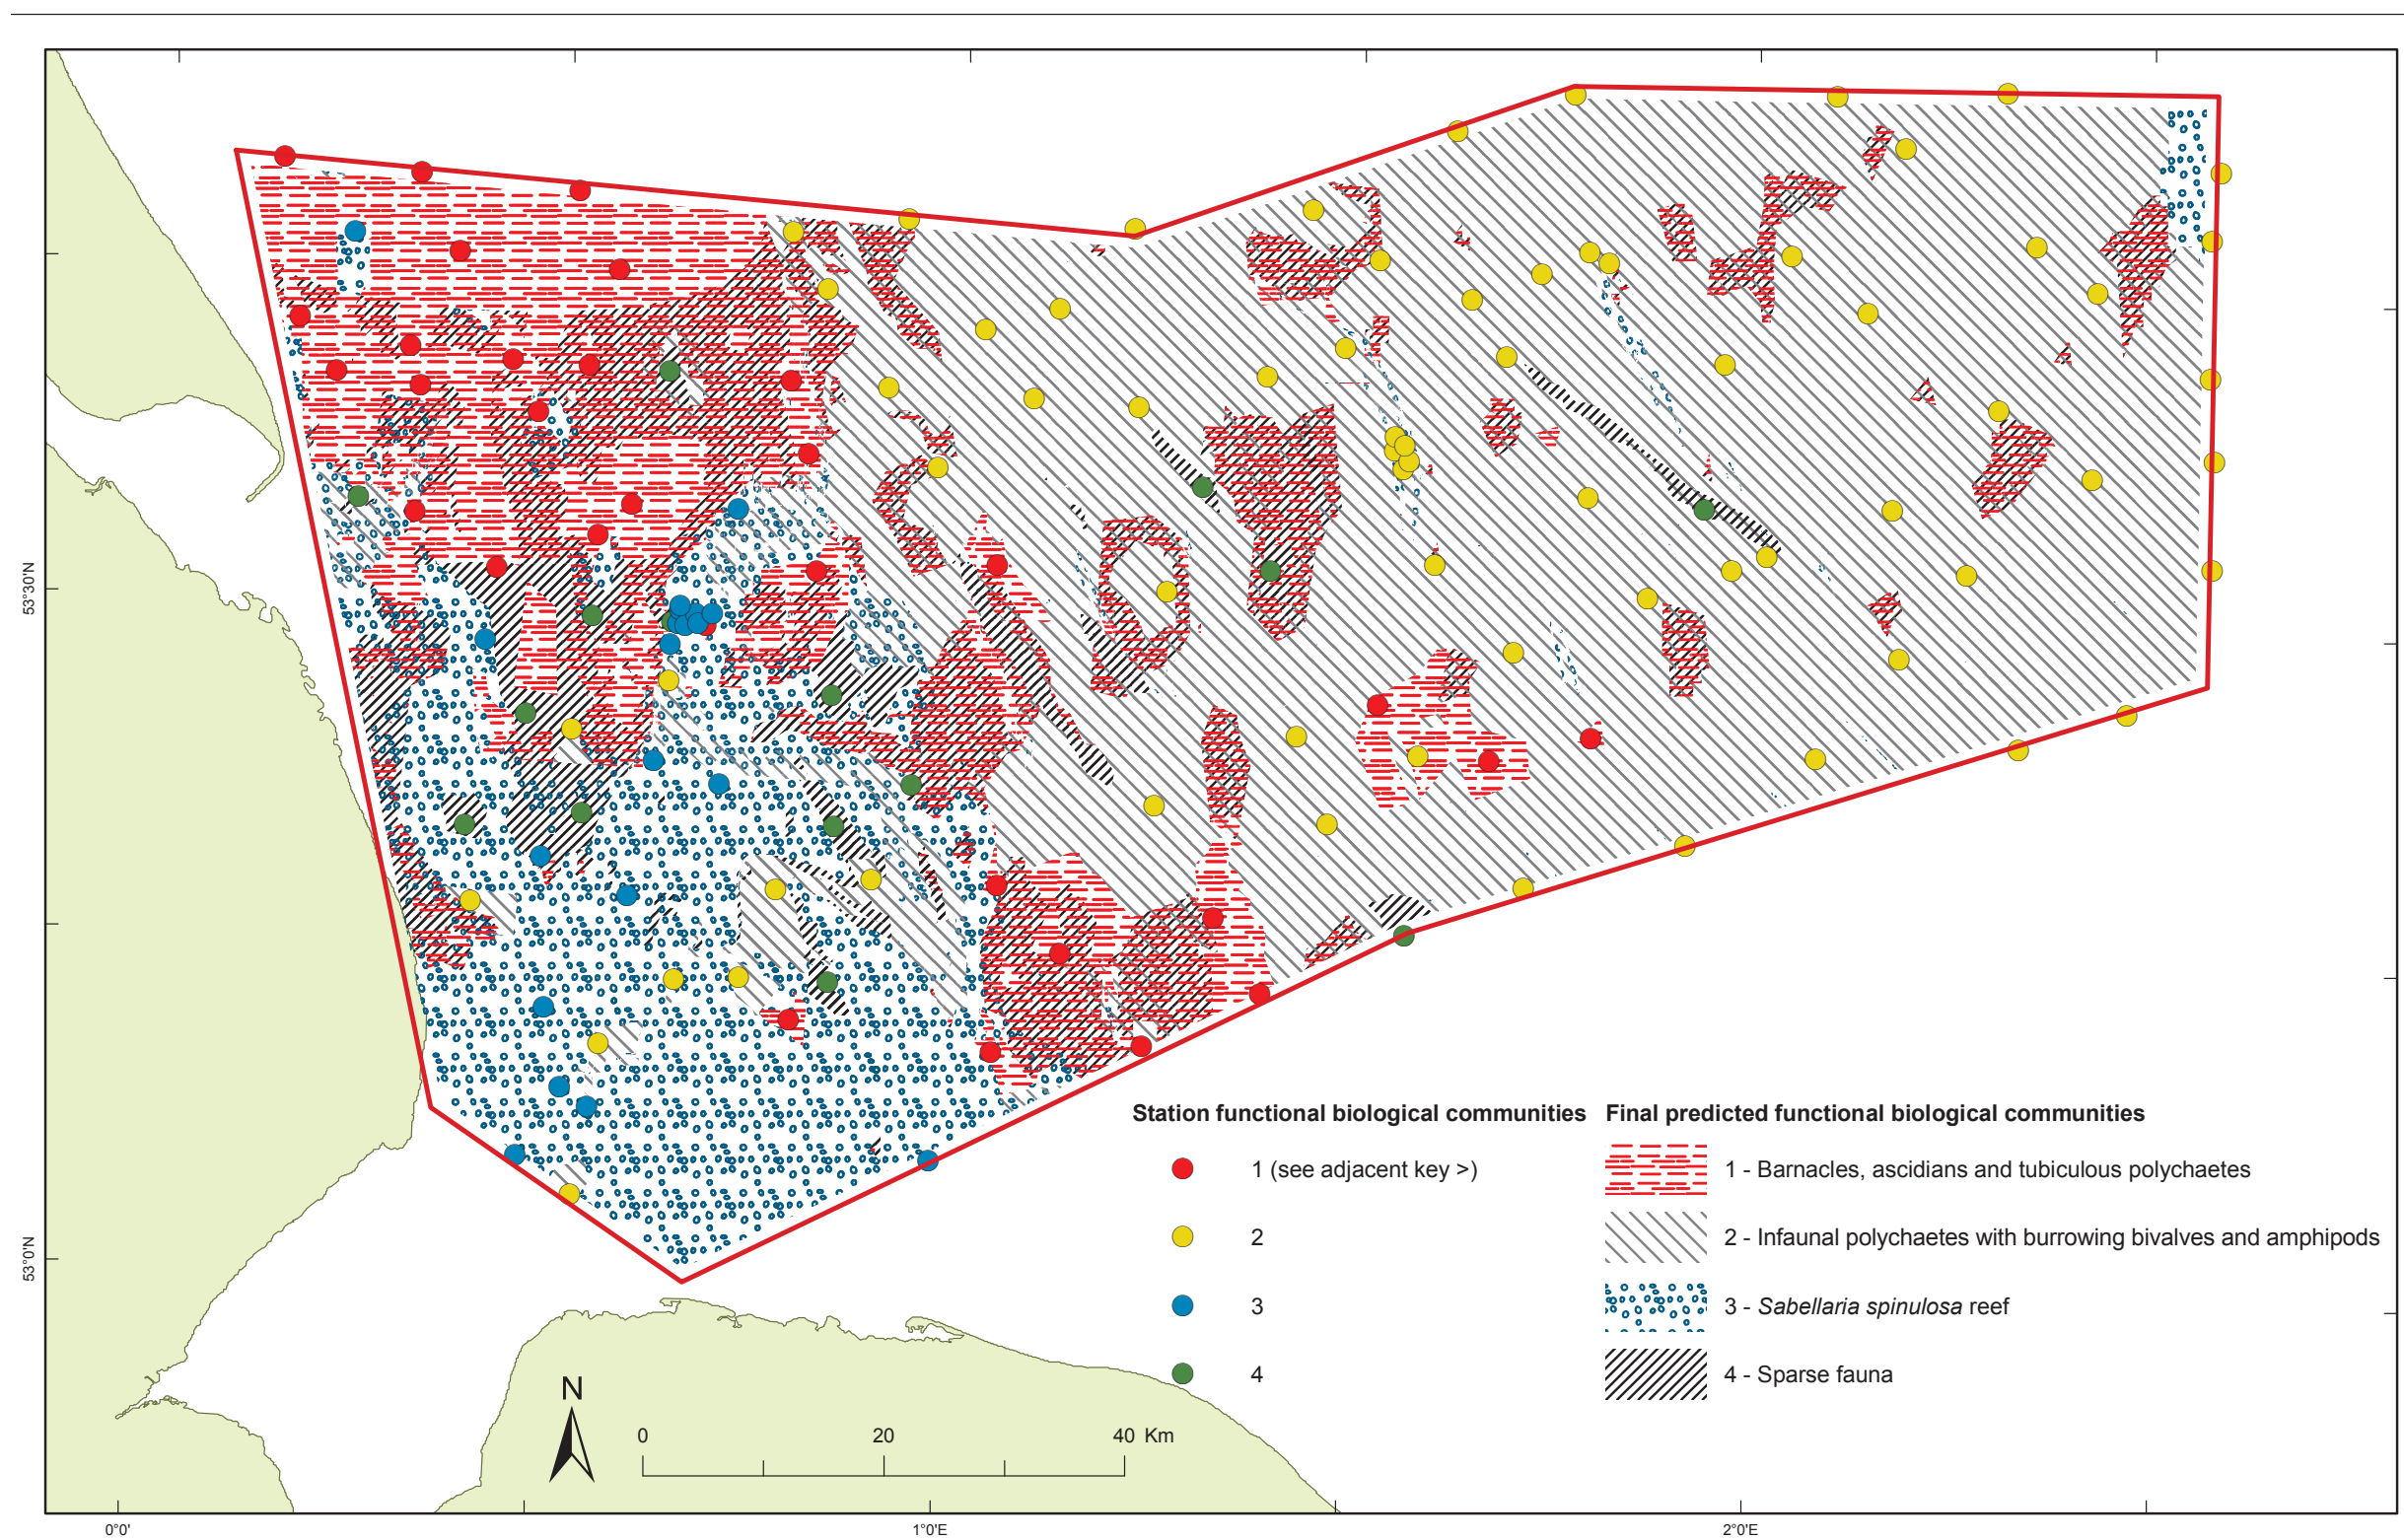 53°30'N
53°0'N
Station functional biological communities
1 (see adjacent key >)
2
3
4
Final predicted functional biological communities
1 - Barnacles, ascidians and tubiculous polychaetes
2 - Infaunal polychaetes with burrowing bivalves and amphipods
3 - Sabellaria spinulosa reef
4 - Sparse fauna
N
0 20 40 Km
0°0' 1°0'E 2°0'E